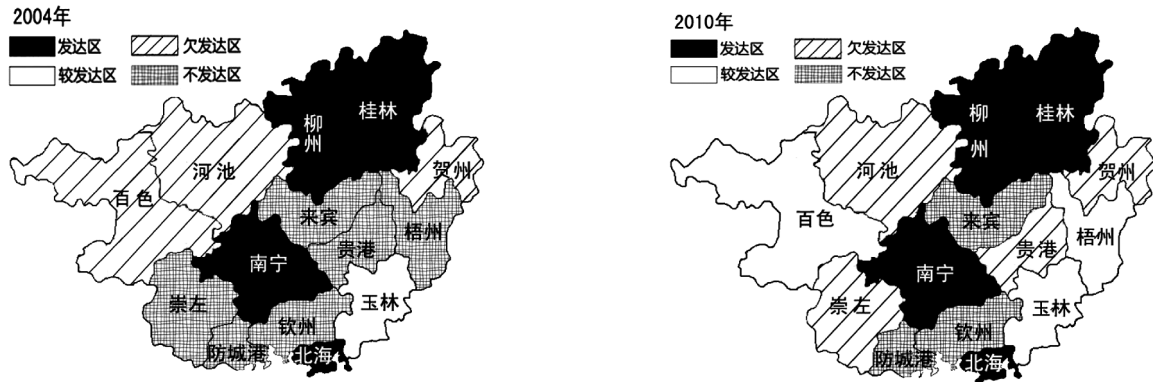 2004年
发达区 欠发达区
较发达区 不发达区
桂林
柳州
贺州
河池
百色
来宾
梧州
贵港
南宁
玉林
崇左
钦州
防城港
北海
2010年
发达区 欠发达区
较发达区 不发达区
柳州
桂林
贺州
河池
百色
来宾
梧州
贵港
南宁
玉林
崇左
钦州
防城港
北海